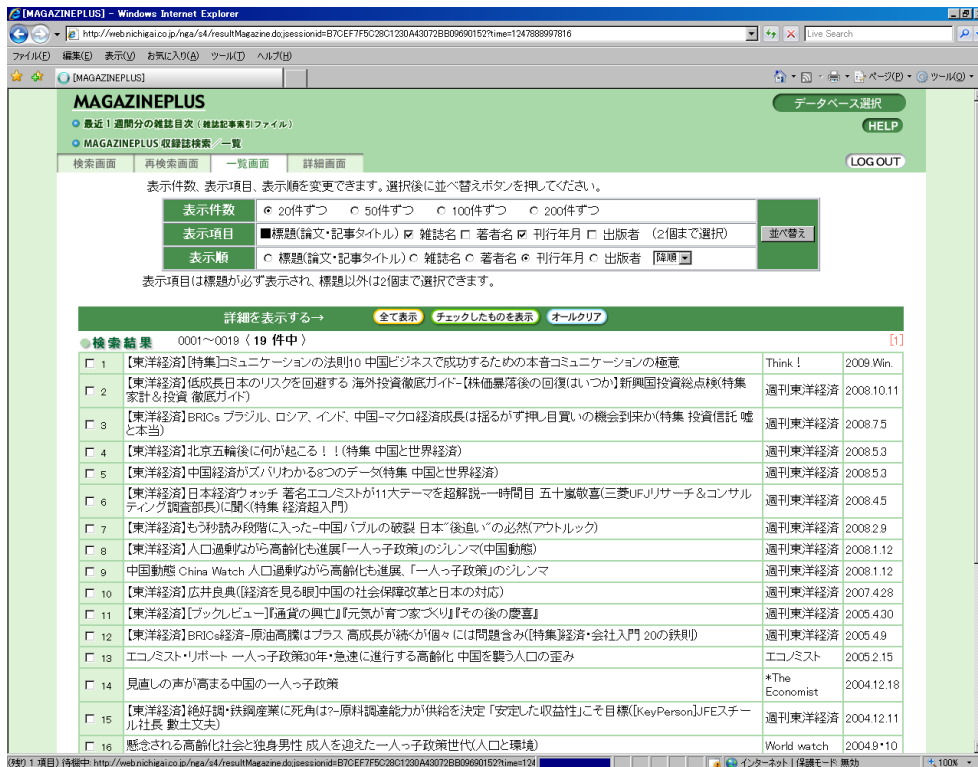 [MAGAZINEPLUS] - Windows Internet Explorer
http://web.nichigai.co.jp/nga/s4/resultMagazine.do;jsessionid=B7CEF7F5C28C1230A43072BB09690152?time=1247888997816
Live Search
ファイル(F) 編集(E) 表示(V) お気に入り(A) ツール(T) ヘルプ(H)
[MAGAZINEPLUS]
ページ(P) ツール(O)
MAGAZINEPLUS
データベース選択
最近1週間分の雑誌目次(雑誌記事索引ファイル)
HELP
MAGAZINEPLUS 収録誌検索/一覧
検索画面 再検索画面 一覧画面 詳細画面
LOG OUT
表示件数、表示項目、表示順を変更できます。選択後に並べ替えボタンを押してください。
表示件数 20件ずつ 50件ずつ 100件ずつ 200件ずつ
表示項目 ■標題(論文・記事タイトル) 雑誌名 著者名 刊行年月 出版者 (2個まで選択)
並べ替え
表示順 標題(論文・記事タイトル) 雑誌名 著者名 刊行年月 出版者 降順
表示項目は標題が必ず表示され、標題以外は2個まで選択できます。
詳細を表示する→ 全て表示 チェックしたものを表示 オールクリア
検索結果 0001～0019 〈 19 件中 〉 [1]
1 【東洋経済】[特集]コミュニケーションの法則10 中国ビジネスで成功するための本音コミュニケーションの極意 Think! 2009.Win.
2 【東洋経済】低成長日本のリスクを回避する 海外投資徹底ガイド-【株価暴落後の回復はいつか】新興国投資総点検(特集 週刊東洋経済 2008.10.11
家計＆投資 徹底ガイド)
3 【東洋経済】BRICs ブラジル、ロシア、インド、中国-マクロ経済成長は揺るがず押し目買いの機会到来か(特集 投資信託 嘘 週刊東洋経済 2008.7.5
と本当)
4 【東洋経済】北京五輪後に何が起こる！！(特集 中国と世界経済) 週刊東洋経済 2008.5.3
5 【東洋経済】中国経済がズバリわかる8つのデータ(特集 中国と世界経済) 週刊東洋経済 2008.5.3
6 【東洋経済】日本経済ウォッチ 著名エコノミストが11大テーマを超解説-一時間目 五十嵐敬喜(三菱UFJリサーチ＆コンサル 週刊東洋経済 2008.4.5
ティング調査部長)に聞く(特集 経済超入門)
7 【東洋経済】もう秒読み段階に入った-中国バブルの破裂 日本゛後追い゛の必然(アウトルック) 週刊東洋経済 2008.2.9
8 【東洋経済】人口過剰ながら高齢化も進展「一人っ子政策」のジレンマ(中国動態) 週刊東洋経済 2008.1.12
9 中国動態 China Watch 人口過剰ながら高齢化も進展、「一人っ子政策」のジレンマ 週刊東洋経済 2008.1.12
10 【東洋経済】広井良典([経済を見る眼]中国の社会保障改革と日本の対応) 週刊東洋経済 2007.4.28
11 【東洋経済】[ブックレビュー]『通貨の興亡』『元気が育つ家づくり』『その後の慶喜』 週刊東洋経済 2005.4.30
12 【東洋経済】BRICs経済-原油高騰はプラス 高成長が続くが個々には問題含み([特集]経済・会社入門 20の鉄則) 週刊東洋経済 2005.4.9
13 エコノミスト・リポート 一人っ子政策30年・急速に進行する高齢化 中国を襲う人口の歪み エコノミスト 2005.2.15
14 見直しの声が高まる中国の一人っ子政策 *The Economist 2004.12.18
15 【東洋経済】絶好調・鉄鋼産業に死角は?-原料調達能力が供給を決定 「安定した収益性」こそ目標([KeyPerson]JFEスチー 週刊東洋経済 2004.12.11
ル社長 數土文夫)
16 懸念される高齢化社会と独身男性 成人を迎えた一人っ子政策世代(人口と環境) World watch 2004.9・10
(残り) 1 項目) 待機中: http://web.nichigai.co.jp/nga/s4/resultMagazine.do;jsessionid=B7CEF7F5C28C1230A43072BB09690152?time=124 インターネット | 保護モード: 無効 100%